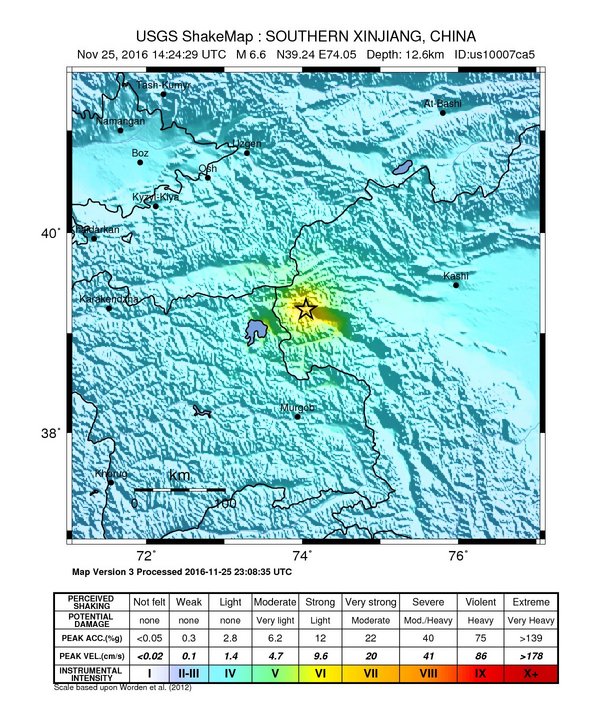 USGS ShakeMap : SOUTHERN XINJIANG, CHINA
Nov 25, 2016 14:24:29 UTC M 6.6 N39.24 E74.05 Depth: 12.6km ID:us10007ca5
Tash-Kumyr
At-Bashi
Namangan
Uzgen
Boz
Osh
Kyzyl-Kiya
Khaidarkan
40°
Kashi
Karakendzha
Murgob
38°
Khorug
km
0 100
72° 74° 76°
Map Version 3 Processed 2016-11-25 23:08:35 UTC
PERCEIVED SHAKING Not felt Weak Light Moderate Strong Very strong Severe Violent Extreme
POTENTIAL DAMAGE none none none Very light Light Moderate Mod./Heavy Heavy Very Heavy
PEAK ACC.(%g) <0.05 0.3 2.8 6.2 12 22 40 75 >139
PEAK VEL.(cm/s) <0.02 0.1 1.4 4.7 9.6 20 41 86 >178
INSTRUMENTAL INTENSITY I II-III IV V VI VII VIII IX X+
Scale based upon Worden et al. (2012)